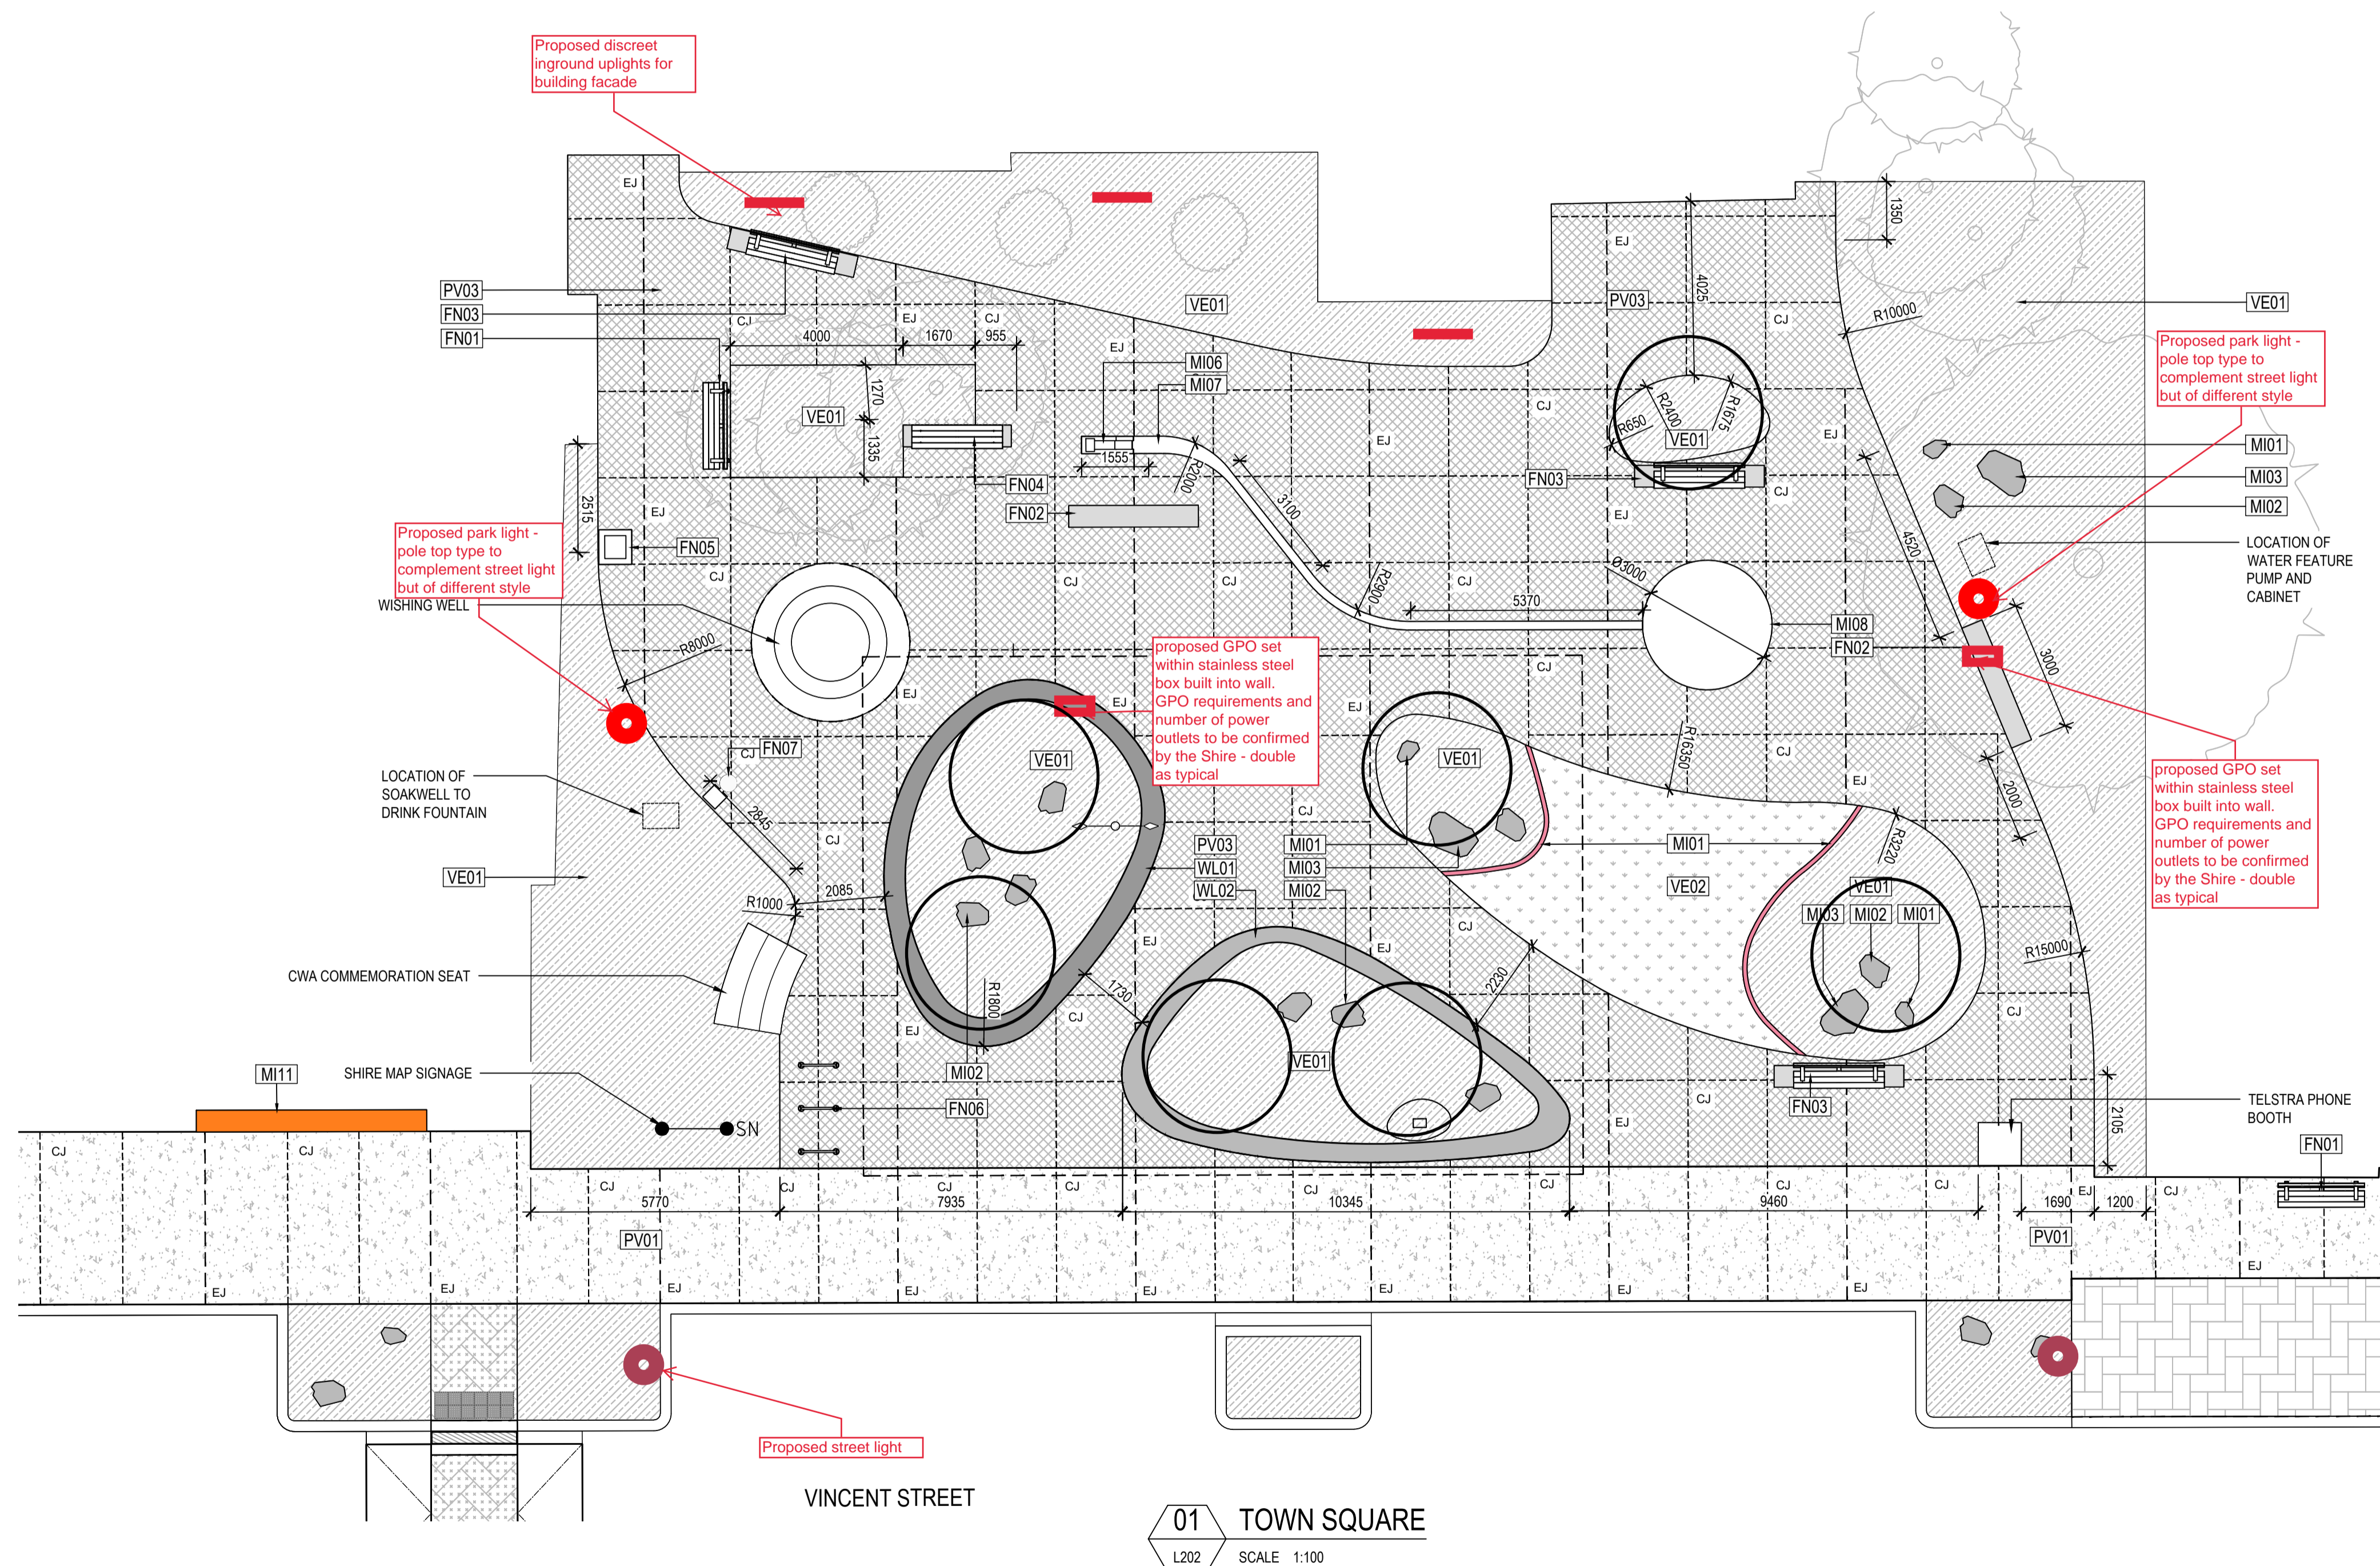 Proposed discreet
inground uplights for
building facade
EJ
1350
PV03
FN03
FN01
VE01
EJ
PV03
4025
CJ
R10000
VE01
CJ
4000
EJ
1670
CJ
955
EJ
MI06
MI07
1270
VE01
1335
1555
R2000
3100
EJ
CJ
R650
R2400
R1675
VE01
EJ
Proposed park light -
pole top type to
complement street light
but of different style
MI01
MI03
MI02
2515
EJ
FN04
FN02
FN03
CJ
EJ
4520
LOCATION OF
WATER FEATURE
PUMP AND
CABINET
Proposed park light -
pole top type to
complement street light
but of different style
FN05
CJ
CJ
CJ
R2900
CJ
Ø3000
5370
MI08
FN02
3000
WISHING WELL
R8000
EJ
EJ
proposed GPO set
within stainless steel
box built into wall.
GPO requirements and
number of power
outlets to be confirmed
by the Shire - double
as typical
CJ
EJ
R16350
CJ
EJ
2000
proposed GPO set
within stainless steel
box built into wall.
GPO requirements and
number of power
outlets to be confirmed
by the Shire - double
as typical
CJ
FN07
VE01
VE01
LOCATION OF
SOAKWELL TO
DRINK FOUNTAIN
2845
CJ
CJ
PV03
WL01
WL02
MI01
MI03
MI02
MI01
VE02
R3220
VE01
MI03
MI02
MI01
VE01
2085
R1000
EJ
EJ
CJ
R15000
CWA COMMEMORATION SEAT
R1800
1730
2230
EJ
CJ
CJ
MI11
SHIRE MAP SIGNAGE
SN
MI02
FN06
VE01
FN03
CJ
EJ
2105
TELSTRA PHONE
BOOTH
FN01
CJ
CJ
CJ
CJ
CJ
CJ
CJ
CJ
CJ
CJ
EJ
CJ
5770
7935
10345
9460
1690
1200
PV01
PV01
EJ
EJ
EJ
EJ
EJ
EJ
EJ
EJ
EJ
Proposed street light
VINCENT STREET
01
TOWN SQUARE
L202
SCALE 1:100